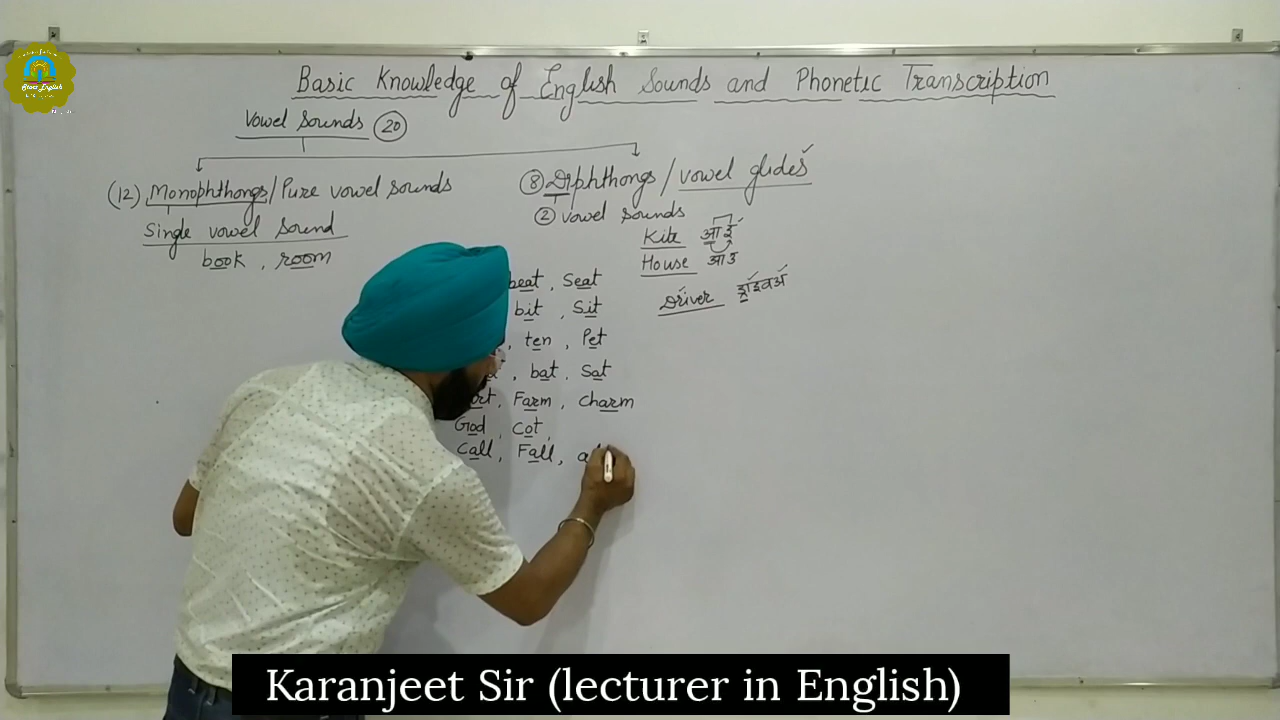 Basic Knowledge of English Sounds and Phonetic Transcription
Vowel Sounds 20
(12) Monophthongs/Pure vowel sounds
8 Diphthongs / vowel glides
Single vowel Sound
2 vowel sounds
book , room
Kite आई
House आउ
Driver ड्राइवअॅ
beat , Seat
bit , Sit
ten , Pet
bat , Sat
Farm , charm
God , Cot ,
Call , Fall ,
Karanjeet Sir (lecturer in English)